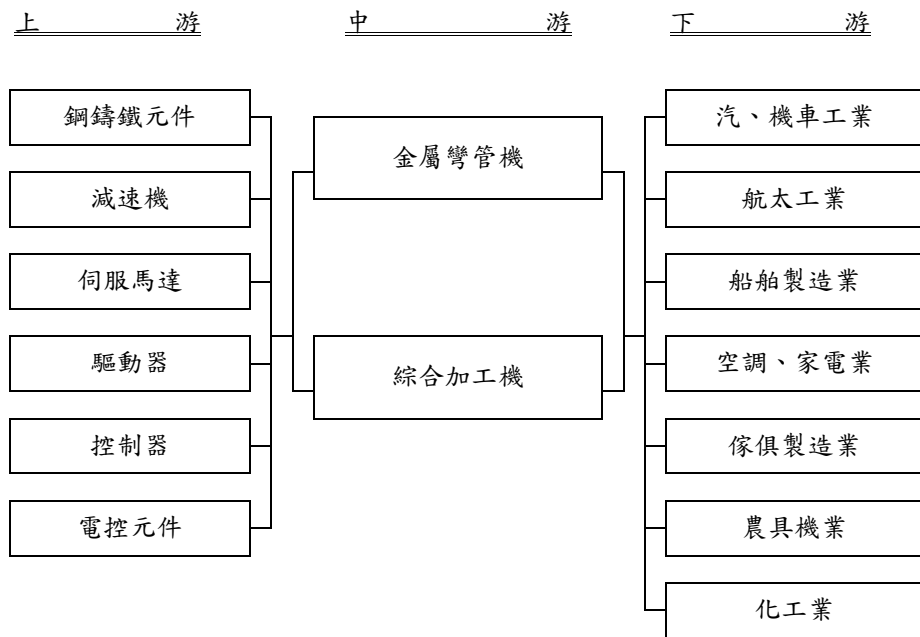 上游
中游
下游
鋼鑄鐵元件
減速機
伺服馬達
驅動器
控制器
電控元件
金屬彎管機
綜合加工機
汽、機車工業
航太工業
船舶製造業
空調、家電業
傢俱製造業
農具機業
化工業